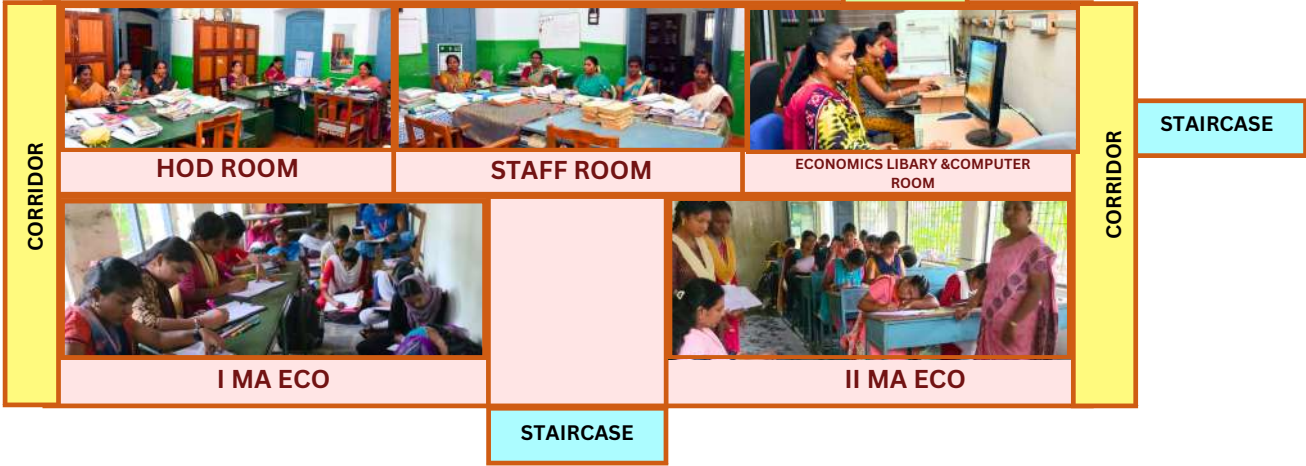 CORRIDOR
HOD ROOM
STAFF ROOM
ECONOMICS LIBARY &COMPUTER
ROOM
CORRIDOR
STAIRCASE
I MA ECO
II MA ECO
STAIRCASE